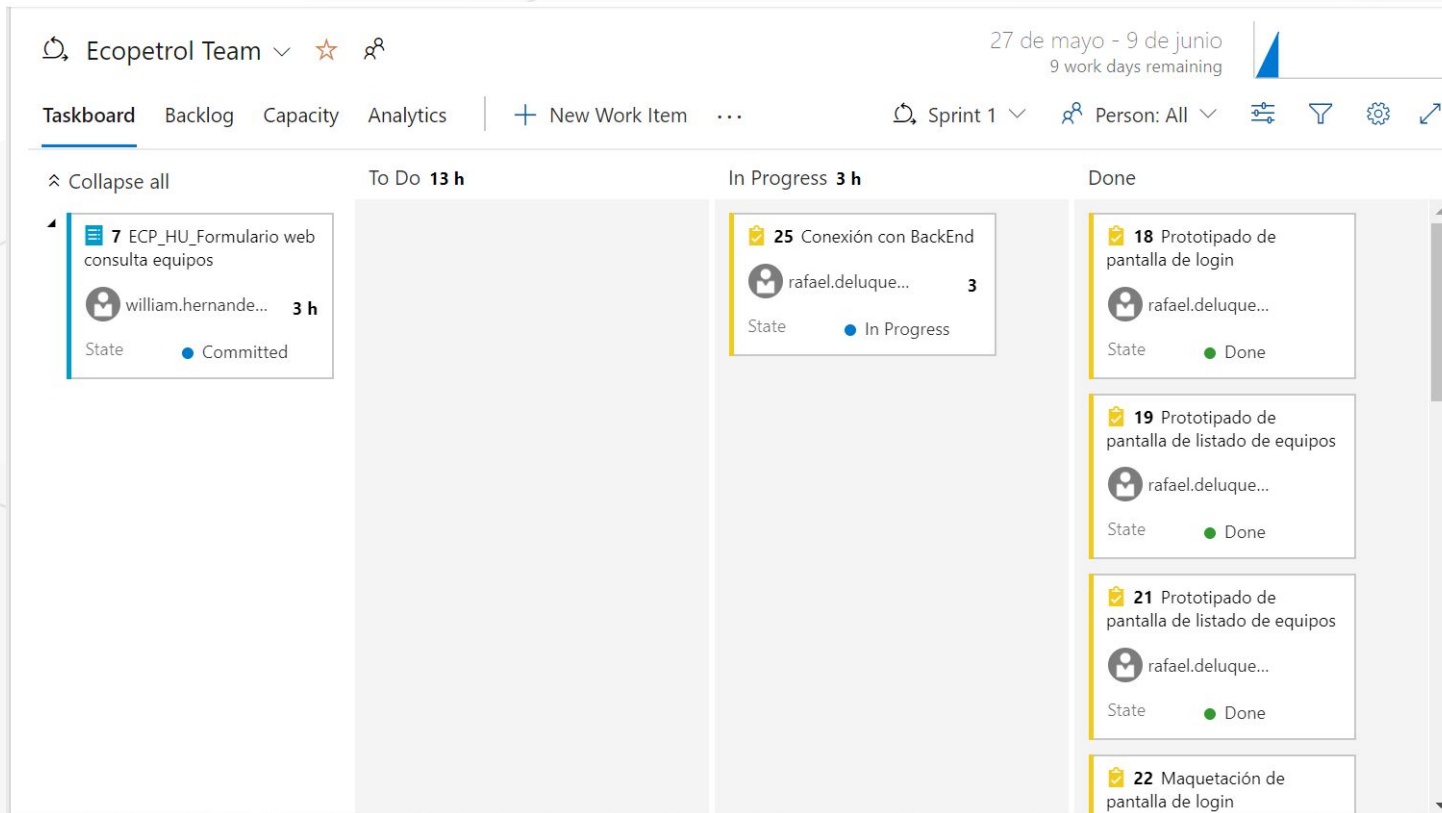 Ecopetrol Team
27 de mayo - 9 de junio
9 work days remaining
Taskboard Backlog Capacity Analytics New Work Item ... Sprint 1 Person: All
Collapse all To Do 13 h In Progress 3 h Done
7 ECP_HU_Formulario web
consulta equipos
william.hernande... 3 h
State Committed
25 Conexión con BackEnd
rafael.deluque... 3
State In Progress
18 Prototipado de
pantalla de login
rafael.deluque...
State Done
19 Prototipado de
pantalla de listado de equipos
rafael.deluque...
State Done
21 Prototipado de
pantalla de listado de equipos
rafael.deluque...
State Done
22 Maquetación de
pantalla de login